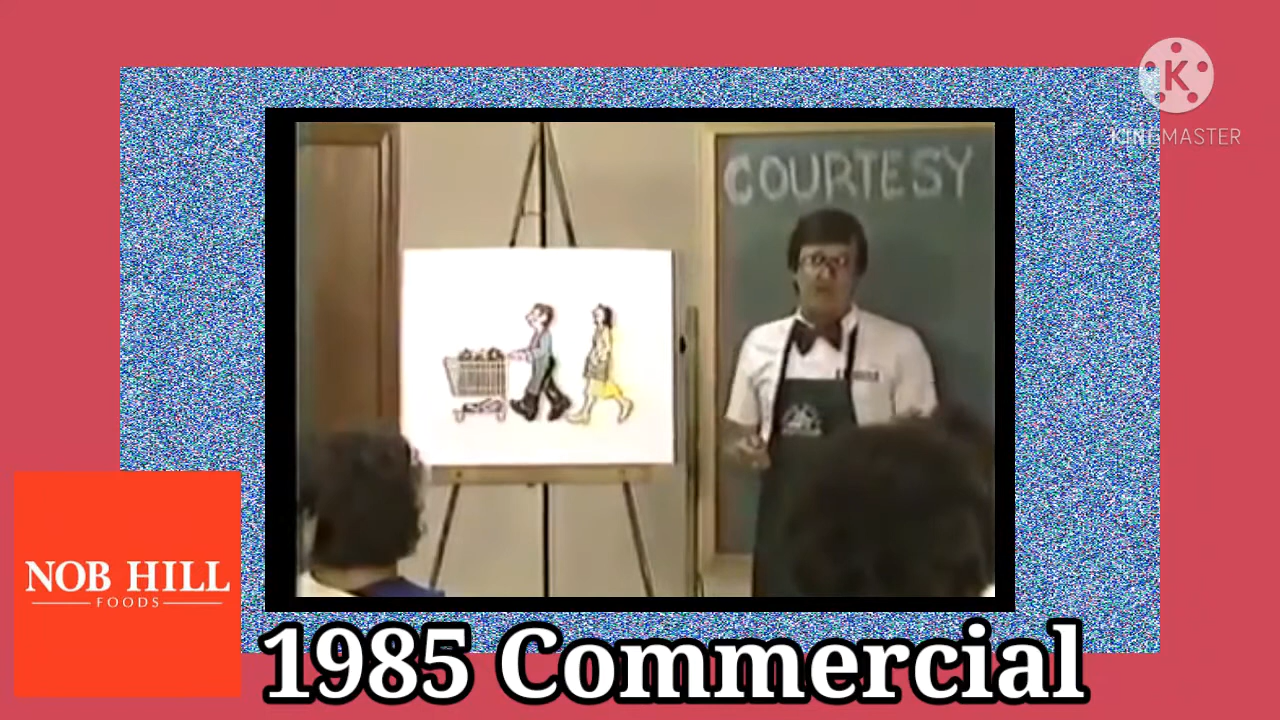 K
KINEMASTER
COURTESY
NOB HILL
FOODS
1985 Commercial